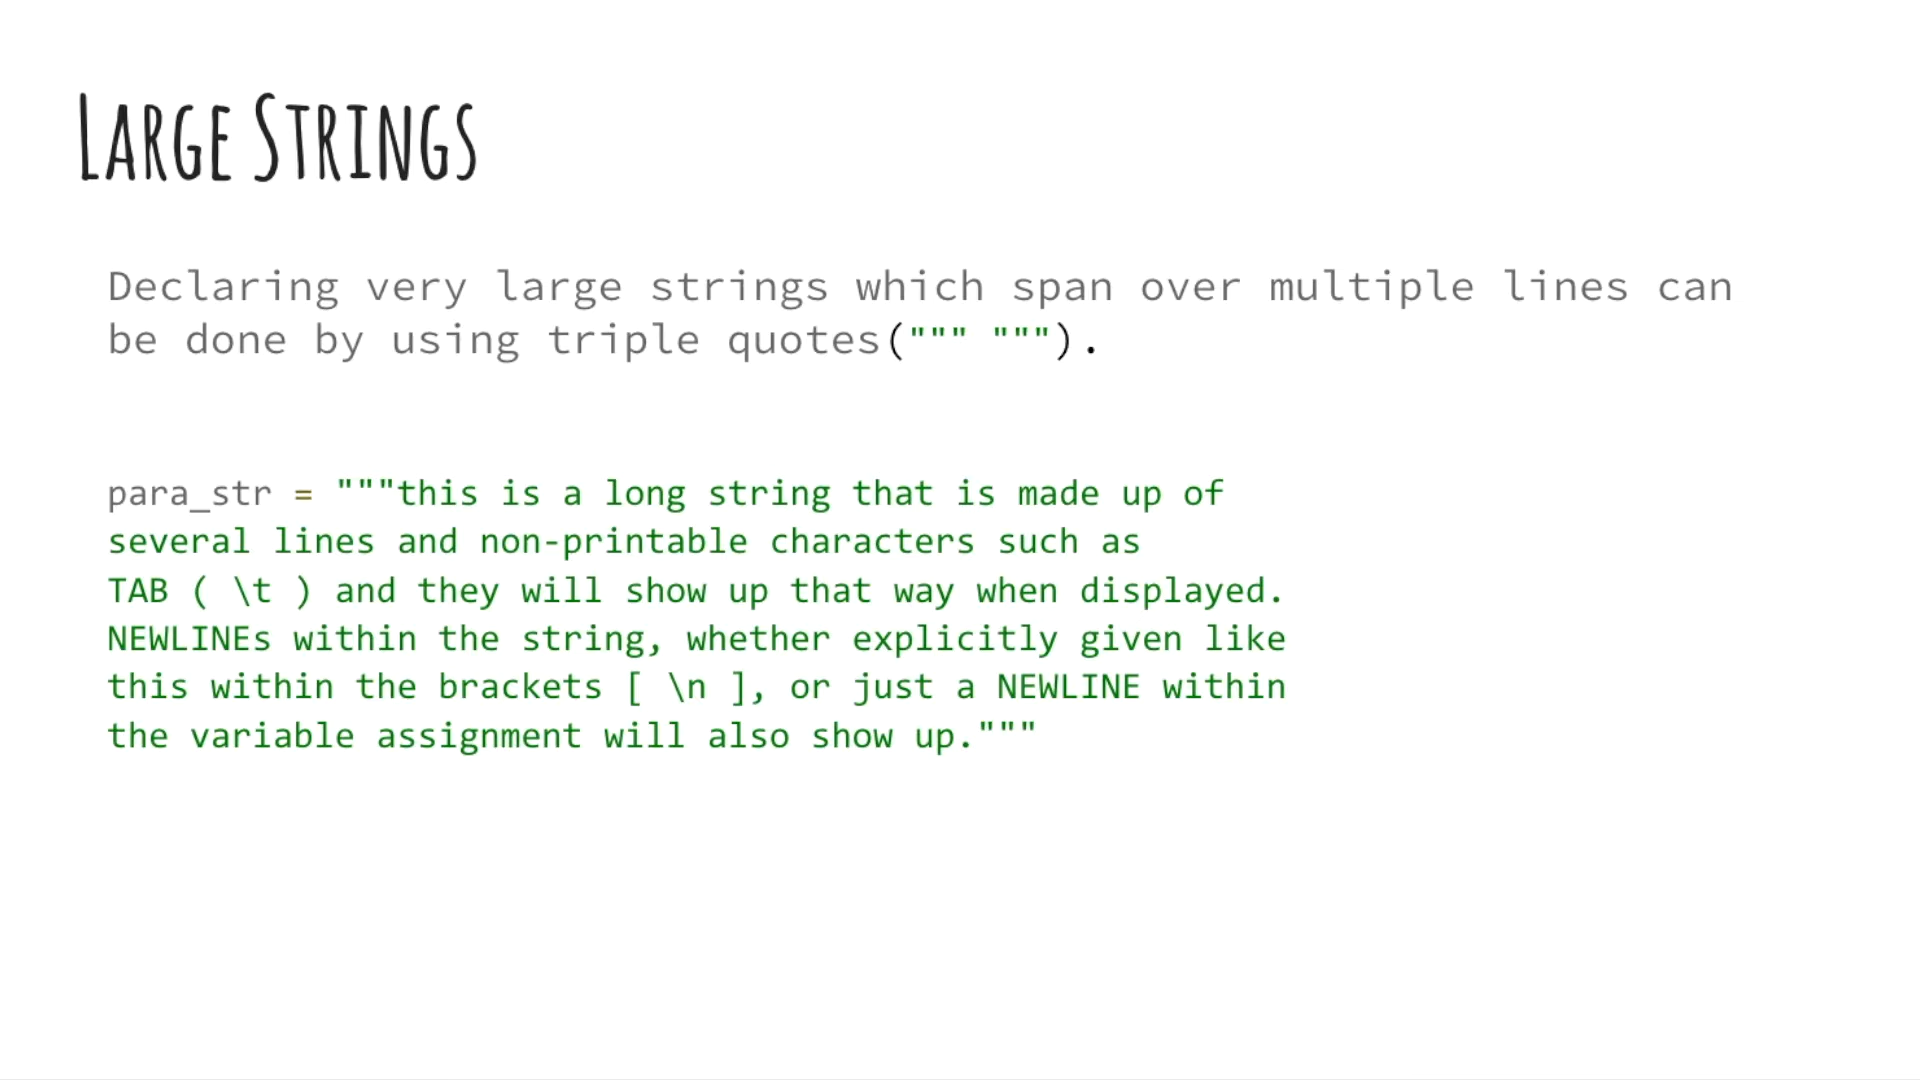 Large Strings
Declaring very large strings which span over multiple lines can
be done by using triple quotes(""" """).
para_str = """this is a long string that is made up of
several lines and non-printable characters such as
TAB ( \t ) and they will show up that way when displayed.
NEWLINEs within the string, whether explicitly given like
this within the brackets [ \n ], or just a NEWLINE within
the variable assignment will also show up."""